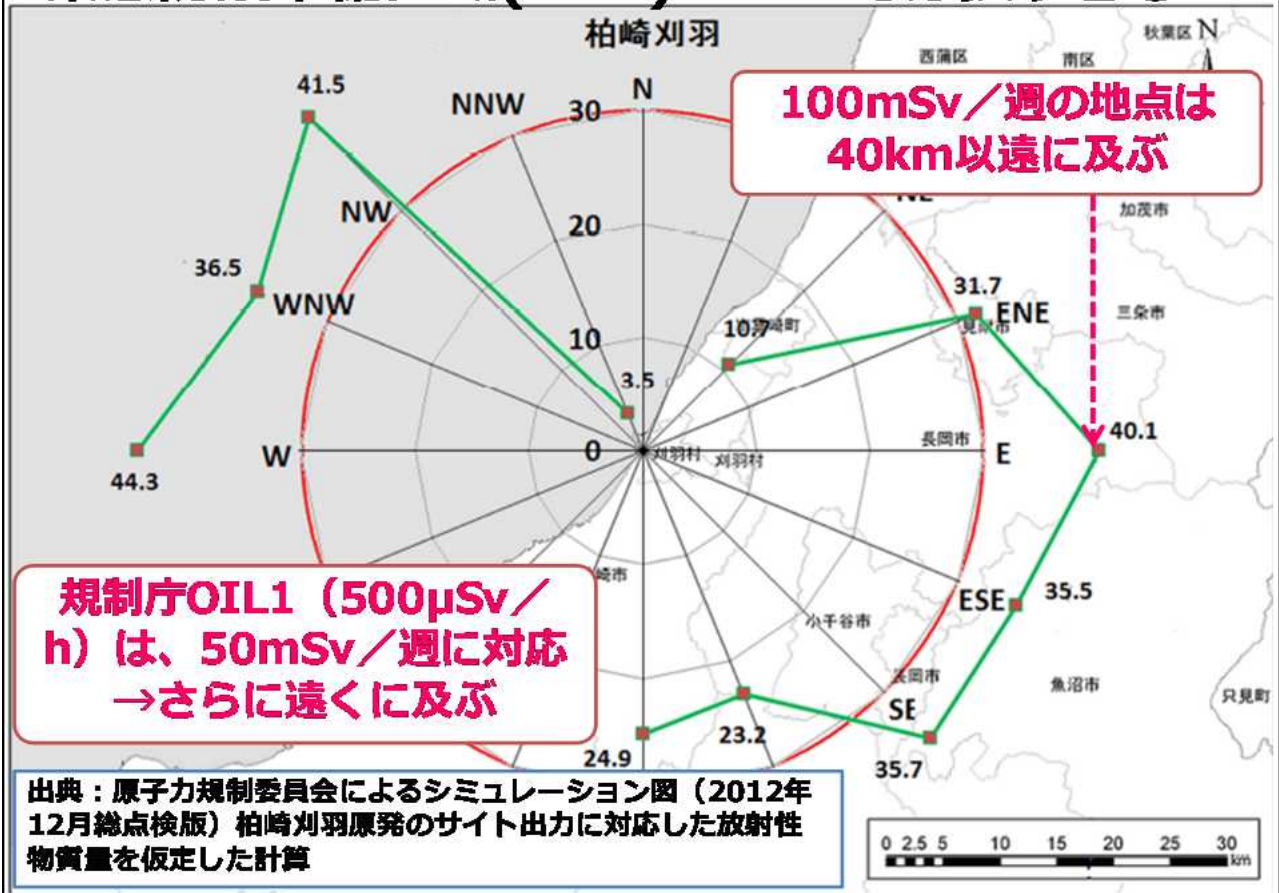 柏崎刈羽
秋葉区 N
西蒲区
南区
41.5
NNW
N
30
100mSv／週の地点は
40km以遠に及ぶ
NW
20
加茂市
36.5
WNW
31.7
ENE
三条市
10.7
10
3.5
W
0
刈羽村
刈羽村
長岡市
E
40.1
44.3
規制庁OIL1（500μSv／
h）は、50mSv／週に対応
→さらに遠くに及ぶ
崎市
ESE
35.5
小千谷市
長岡市
魚沼市
SE
只見町
23.2
24.9
35.7
出典：原子力規制委員会によるシミュレーション図（2012年
12月総点検版）柏崎刈羽原発のサイト出力に対応した放射性
物質量を仮定した計算
0 2.5 5 10 15 20 25 30
km